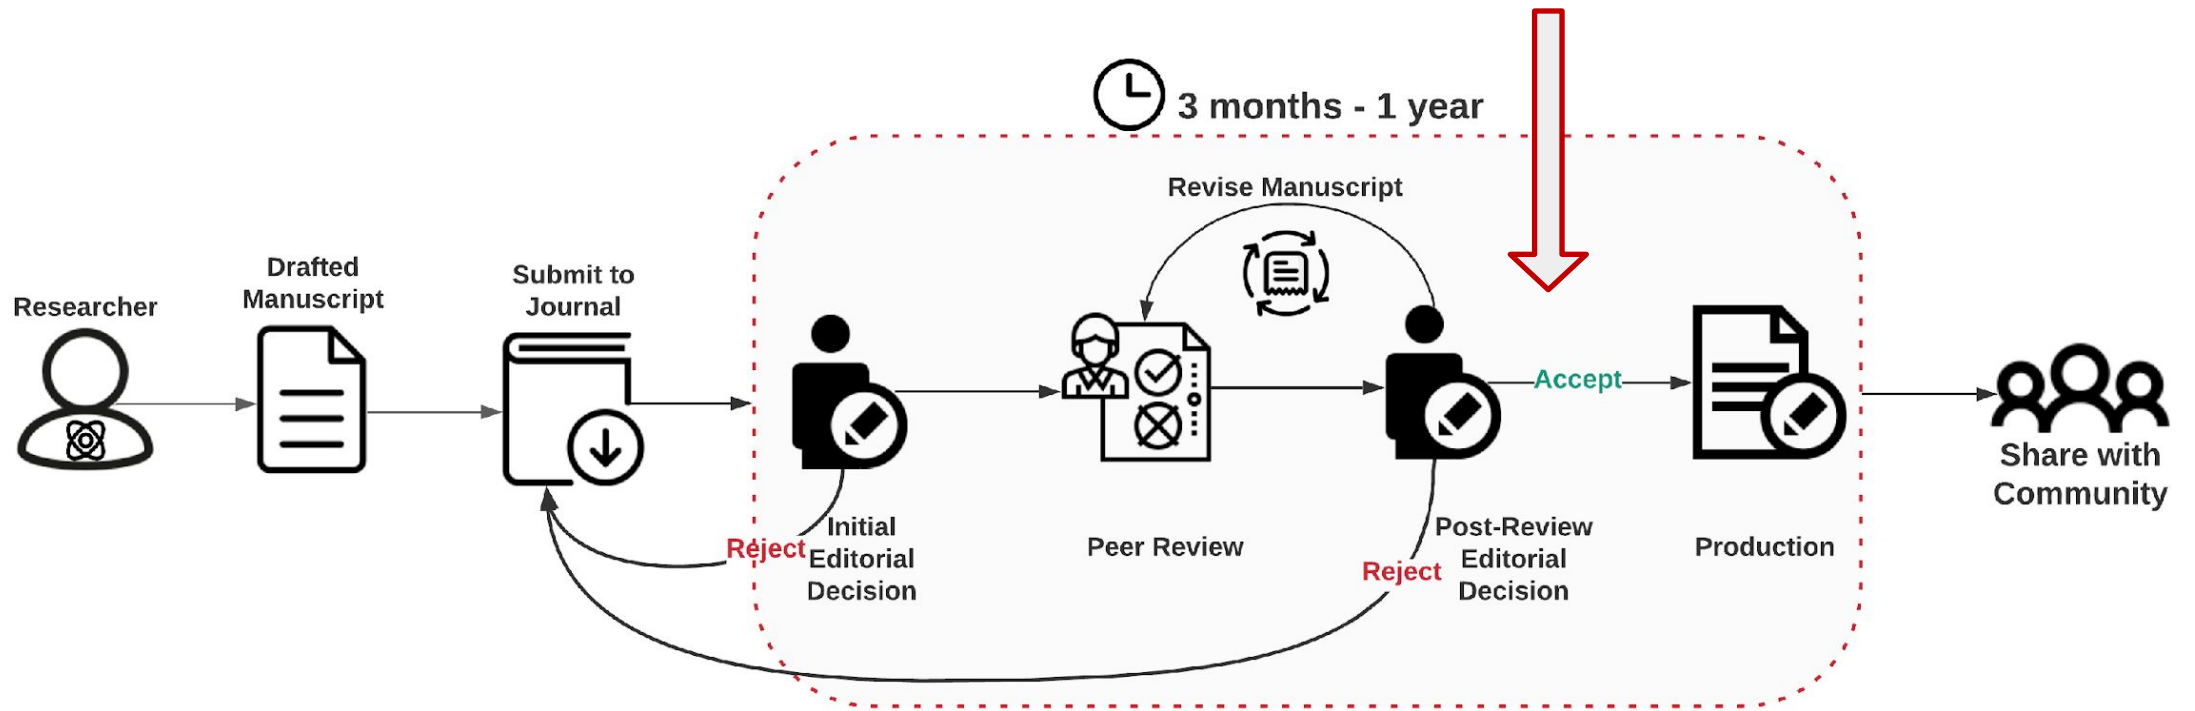 3 months - 1 year
Revise Manuscript
Researcher
Drafted
Manuscript
Submit to
Journal
Accept
Reject
Initial
Editorial
Decision
Peer Review
Reject
Post-Review
Editorial
Decision
Production
Share with
Community